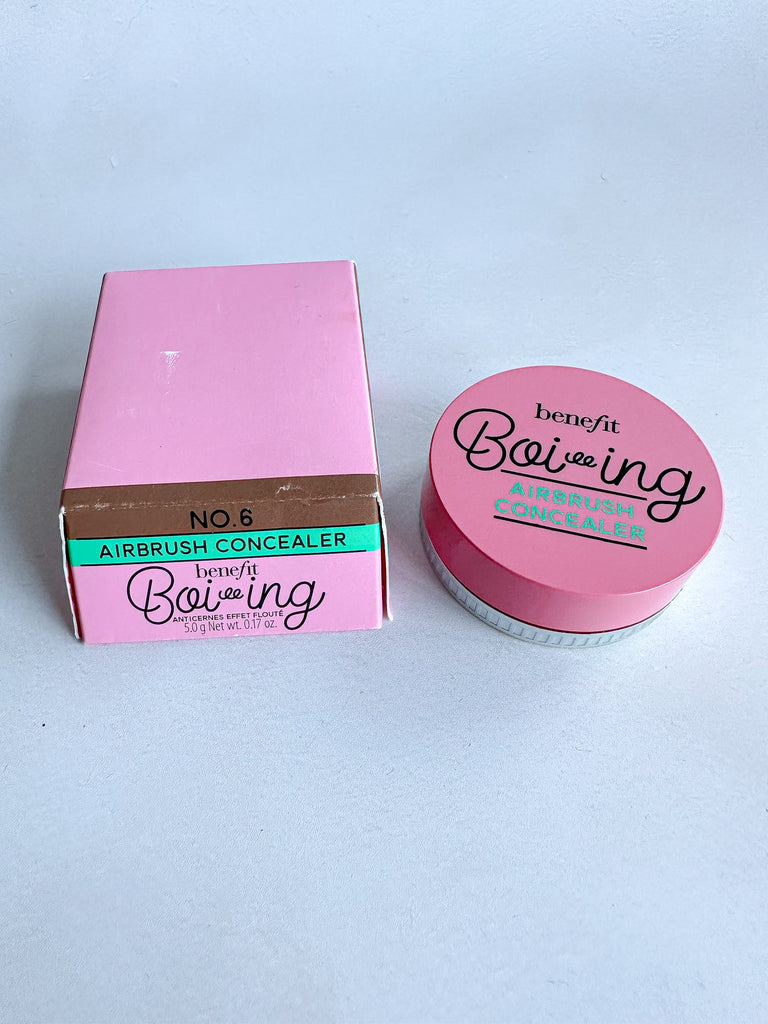 NO.6
AIRBRUSH CONCEALER
benefit
Boi-ing
ANTICERNES EFFET FLOUTÉ
5.0 g Net wt. 0.17 oz.
benefit
Boi-ing
AIRBRUSH
CONCEALER